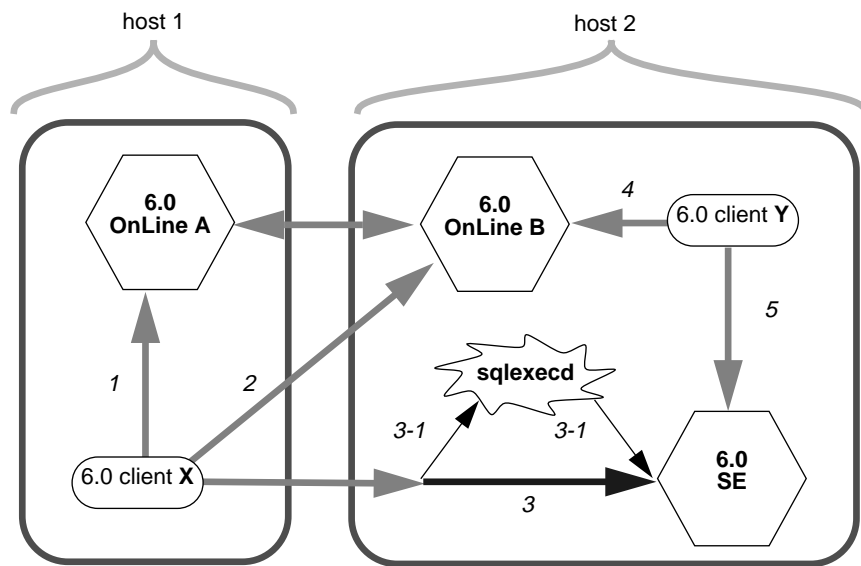 host 1
host 2
6.0
OnLine A
6.0
OnLine B
4
6.0 client Y
5
1
2
sqlexecd
3-1
3-1
6.0 client X
3
6.0
SE